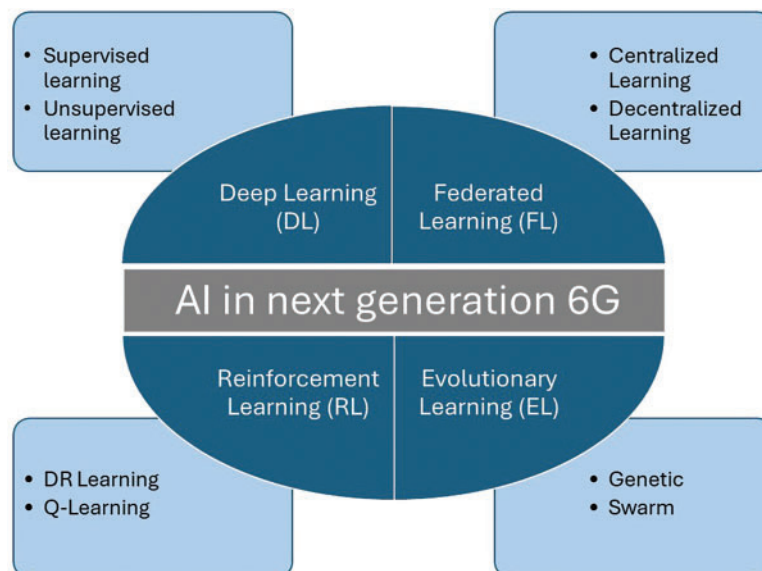 • Supervised
learning
• Unsupervised
learning
• Centralized
Learning
• Decentralized
Learning
Deep Learning
(DL)
Federated
Learning (FL)
AI in next generation 6G
Reinforcement
Learning (RL)
Evolutionary
Learning (EL)
• DR Learning
• Q-Learning
• Genetic
• Swarm